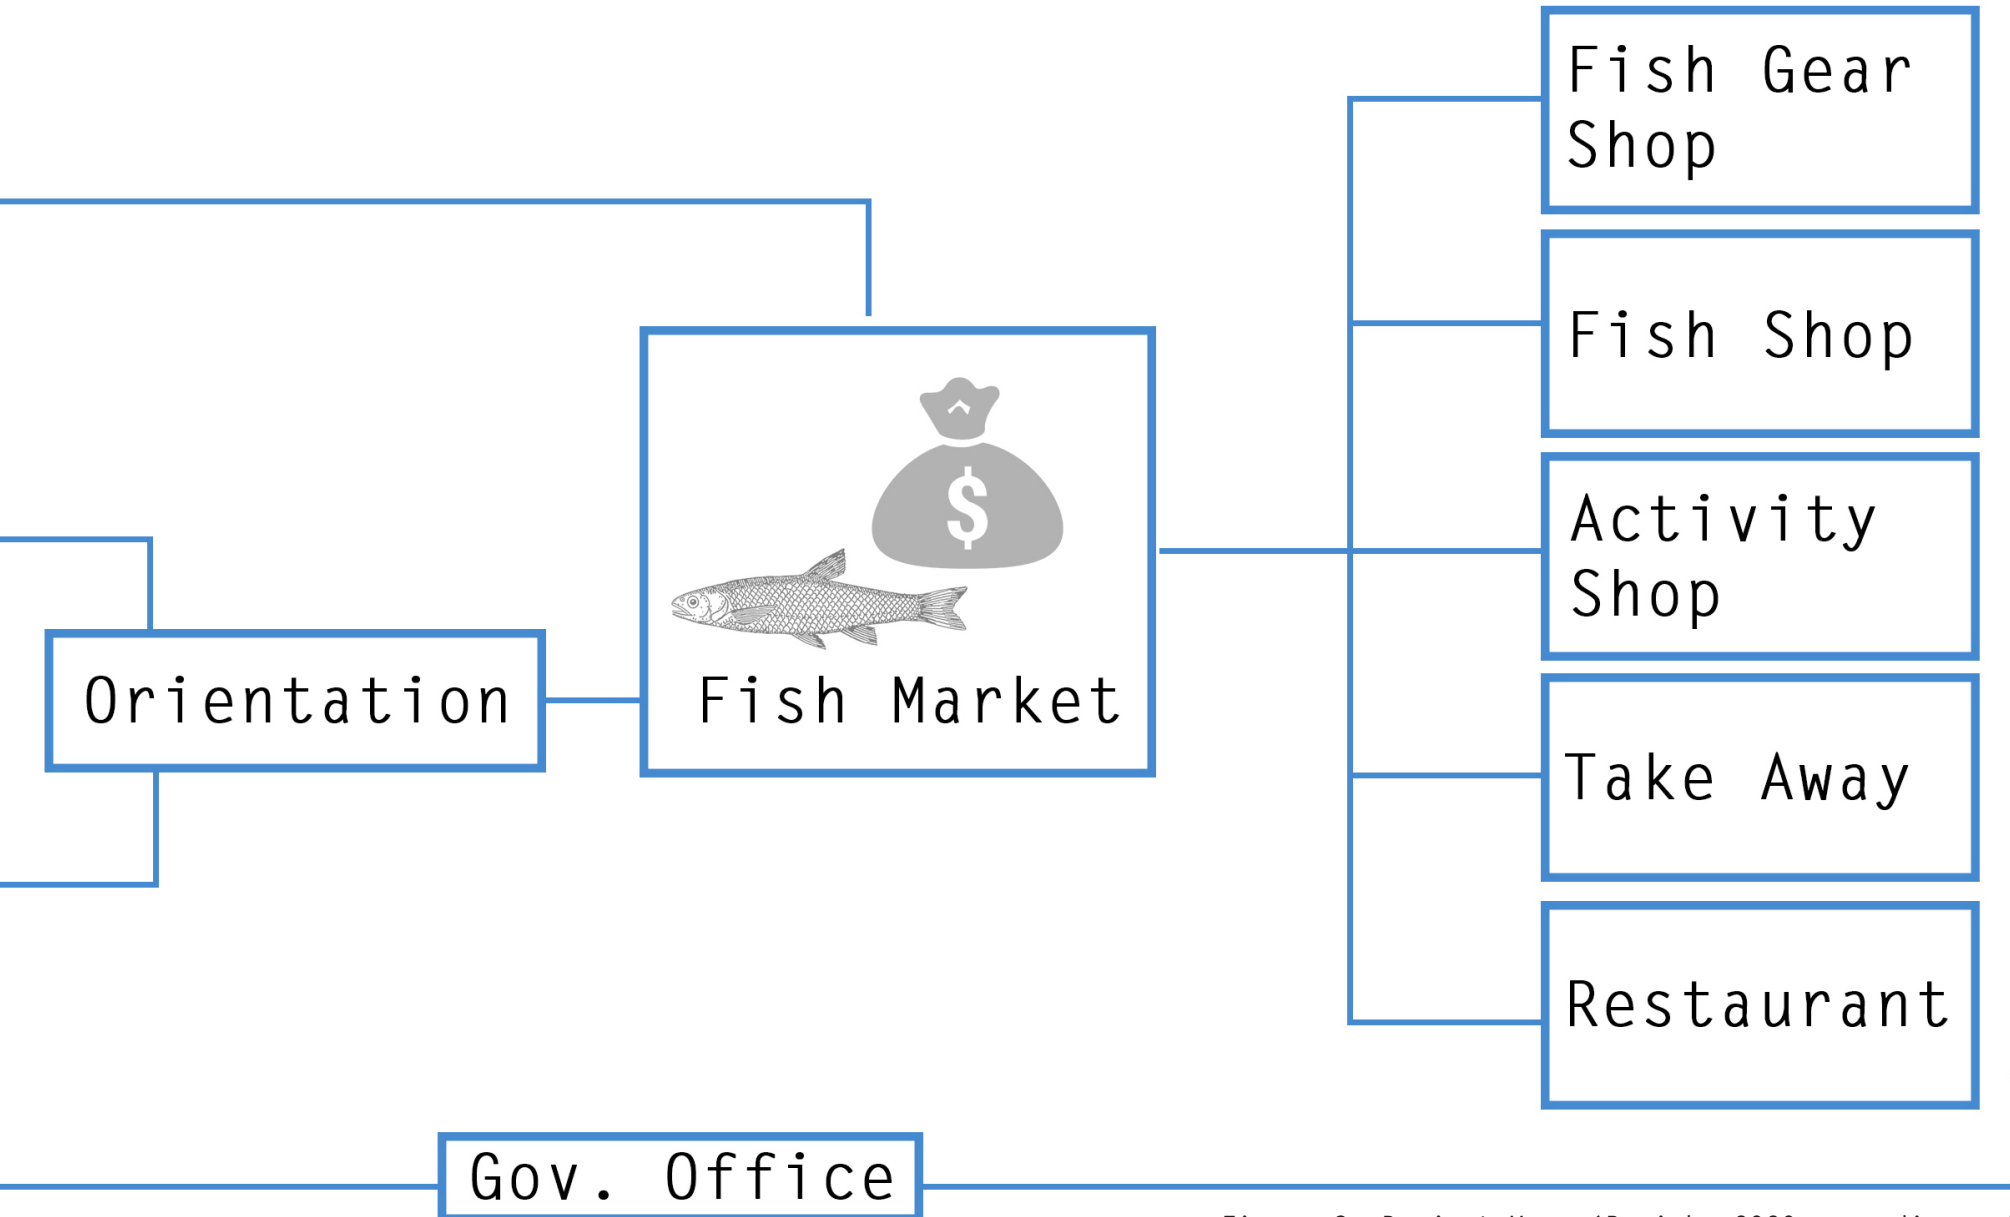 Fish Gear
Shop
Fish Shop
Activity
Shop
$
Orientation
Fish Market
Take Away
Restaurant
Gov. Office